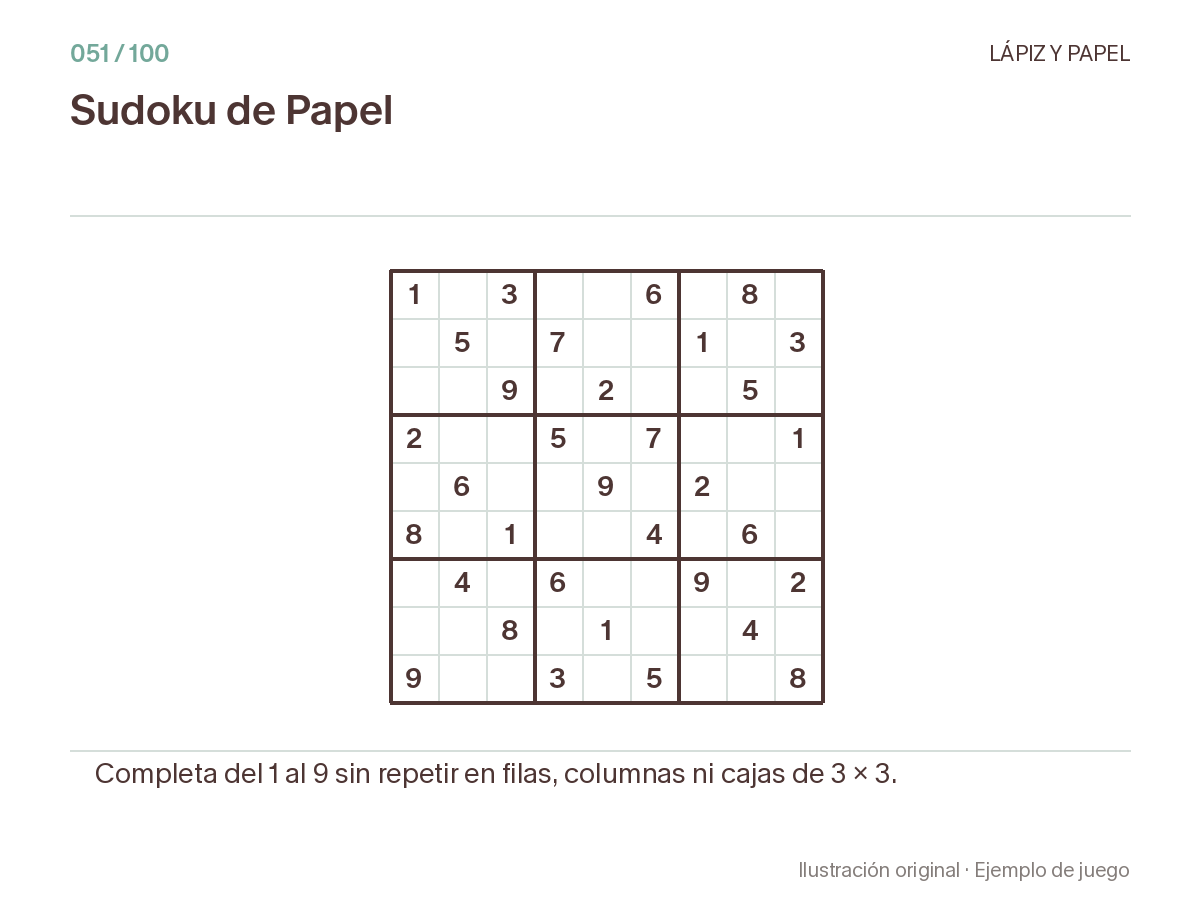 051 / 100
LÁPIZ Y PAPEL
Sudoku de Papel
1 3 6 8
5 7 1 3
9 2 5
2 5 7 1
6 9 2
8 1 4 6
4 6 9 2
8 1 4
9 3 5 8
Completa del 1 al 9 sin repetir en filas, columnas ni cajas de 3 × 3.
Ilustración original · Ejemplo de juego